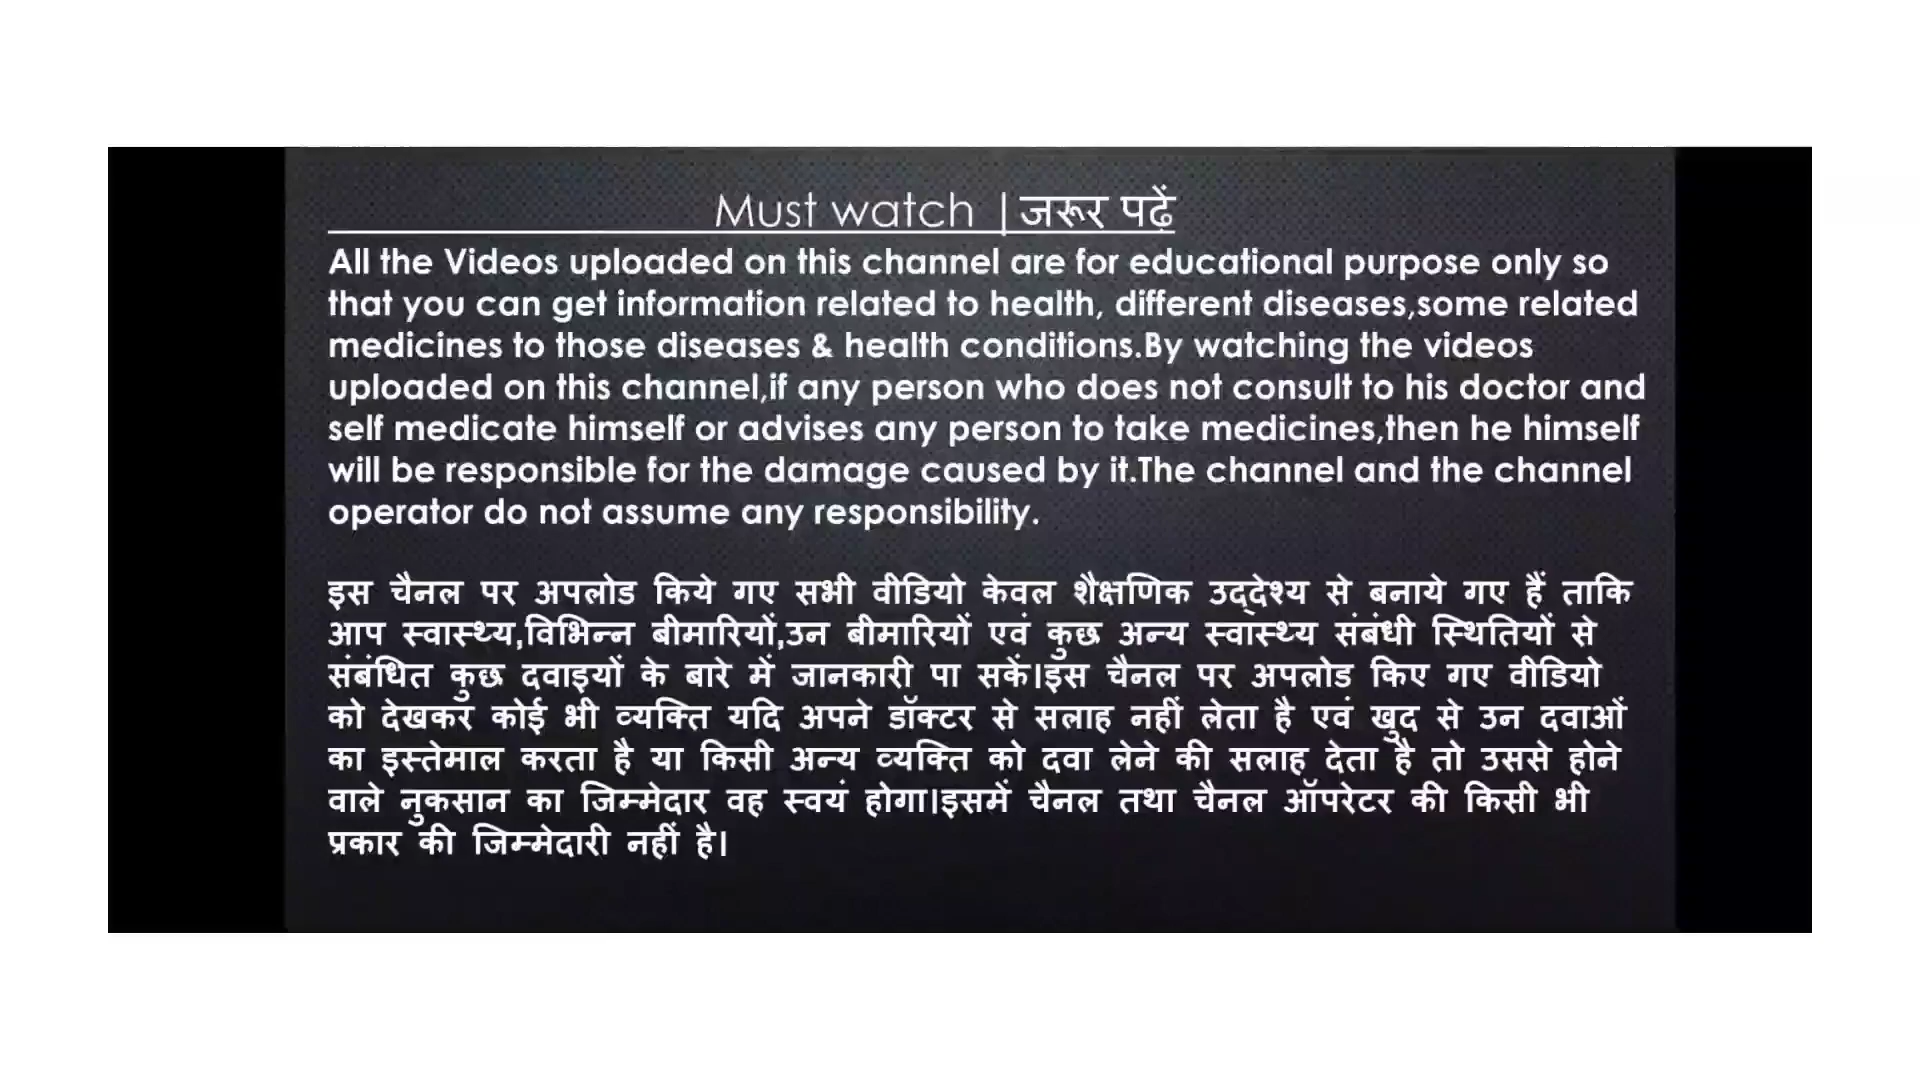 Must watch |जरूर पढ़ें
All the Videos uploaded on this channel are for educational purpose only so
that you can get information related to health, different diseases,some related
medicines to those diseases & health conditions.By watching the videos
uploaded on this channel,if any person who does not consult to his doctor and
self medicate himself or advises any person to take medicines,then he himself
will be responsible for the damage caused by it.The channel and the channel
operator do not assume any responsibility.
इस चैनल पर अपलोड किये गए सभी वीडियो केवल शैक्षणिक उद्देश्य से बनाये गए हैं ताकि
आप स्वास्थ्य,विभिन्न बीमारियों,उन बीमारियों एवं कुछ अन्य स्वास्थ्य संबंधी स्थितियों से
संबंधित कुछ दवाइयों के बारे में जानकारी पा सकें।इस चैनल पर अपलोड किए गए वीडियो
को देखकर कोई भी व्यक्ति यदि अपने डॉक्टर से सलाह नहीं लेता है एवं खुद से उन दवाओं
का इस्तेमाल करता है या किसी अन्य व्यक्ति को दवा लेने की सलाह देता है तो उससे होने
वाले नुकसान का जिम्मेदार वह स्वयं होगा।इसमें चैनल तथा चैनल ऑपरेटर की किसी भी
प्रकार की जिम्मेदारी नहीं है।